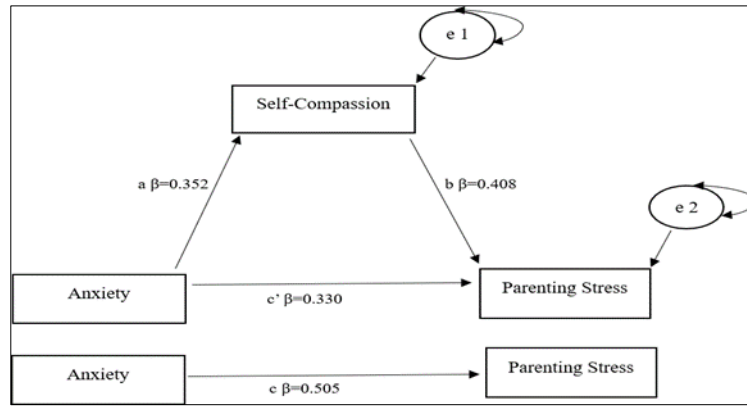 e 1
Self-Compassion
a β=0.352
b β=0.408
e 2
Anxiety
c' β=0.330
Parenting Stress
Anxiety
c β=0.505
Parenting Stress